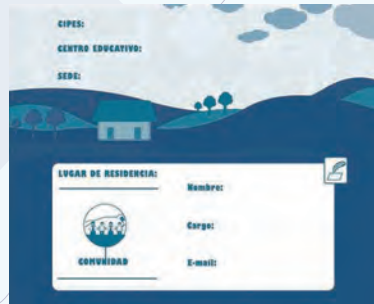 CIPES:
CENTRO EDUCATIVO:
SEDE:
LUGAR DE RESIDENCIA:
COMUNIDAD
Nombre:
Cargo:
E-mail: